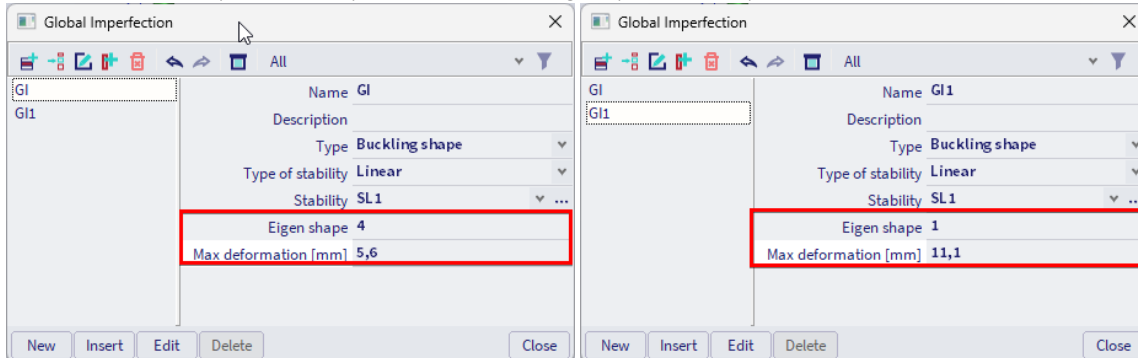 Global Imperfection
All
GI
GI1
Name GI
Description
Type Buckling shape
Type of stability Linear
Stability SL1 ...
Eigen shape 4
Max deformation [mm] 5,6
New Insert Edit Delete Close
Global Imperfection
All
GI
GI1
Name GI1
Description
Type Buckling shape
Type of stability Linear
Stability SL1
Eigen shape 1
Max deformation [mm] 11,1
New Insert Edit Delete Close